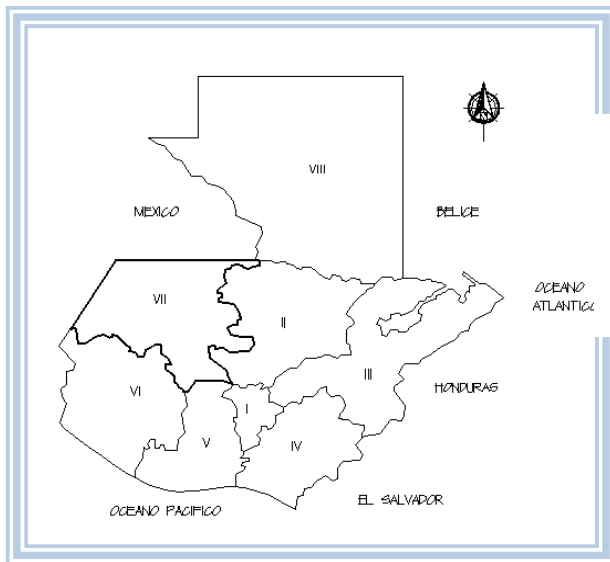 VIII
MEXICO
BELICE
OCEANO
ATLANTICO
VII
II
III
HONDURAS
VI
I
V
IV
EL SALVADOR
OCEANO PACIFICO